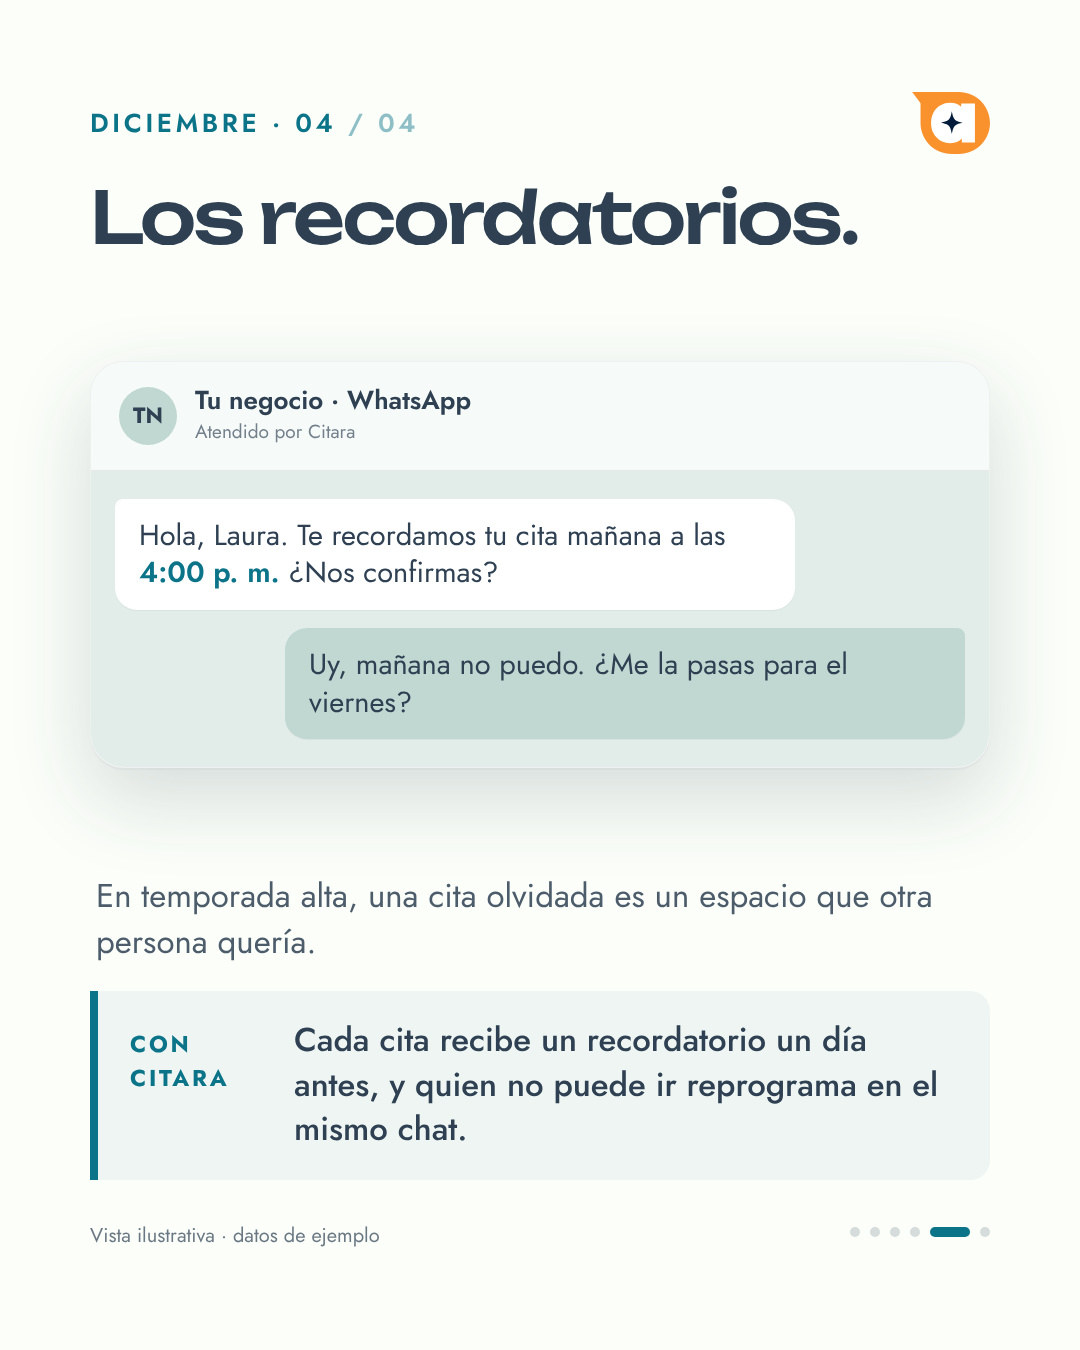 DICIEMBRE · 04 / 04
Los recordatorios.
TN
Tu negocio · WhatsApp
Atendido por Citara
Hola, Laura. Te recordamos tu cita mañana a las
4:00 p. m. ¿Nos confirmas?
Uy, mañana no puedo. ¿Me la pasas para el
viernes?
En temporada alta, una cita olvidada es un espacio que otra
persona quería.
CON
CITARA
Cada cita recibe un recordatorio un día
antes, y quien no puede ir reprograma en el
mismo chat.
Vista ilustrativa · datos de ejemplo